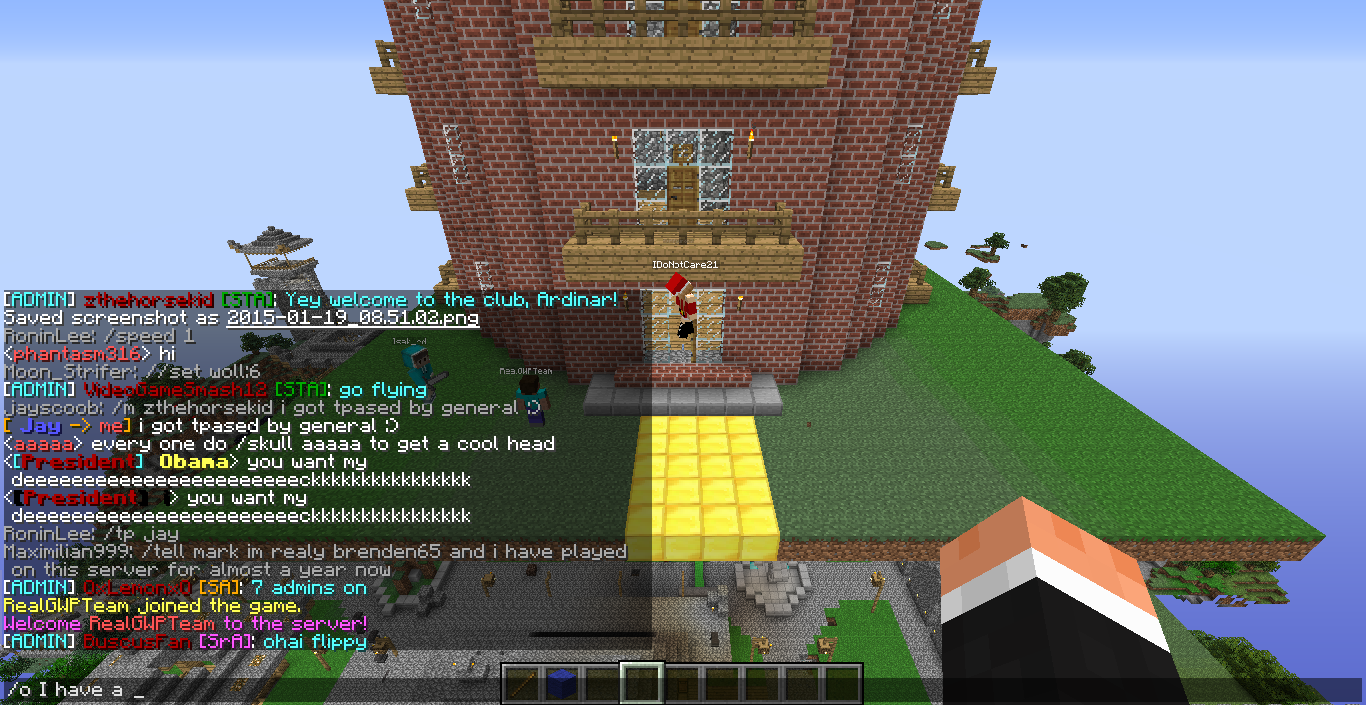 IDoNotCare21
[ADMIN] zthehorsekid [STA]: Yey welcome to the club, Ardinar!
Saved screenshot as 2015-01-19_08.51.02.png
RoninLee: /speed 1
<phantasm316> hi
Moon_Strifer: //set woll:6
[ADMIN] VideoGameSmash12 [STA]: go flying
RealGWPTeam
jayscoob: /m zthehorsekid i got tpased by general :)
[ Jay -> me] i got tpased by general :)
<aaaaa> every one do /skull aaaaa to get a cool head
<[President] Obama> you want my
deeeeeeeeeeeeeeeeeeeeeeeeckkkkkkkkkkkkkkkkk
<[President] > you want my
deeeeeeeeeeeeeeeeeeeeeeeeckkkkkkkkkkkkkkkkk
RoninLee: /tp jay
Maximilian999: /tell mark im realy brenden65 and i have played
on this server for almost a year now
[ADMIN] 0xLemonx0 [SA]: 7 admins on
RealGWPTeam joined the game.
Welcome RealGWPTeam to the server!
[ADMIN] BuscusFan [SrA]: ohai flippy
/o I have a _